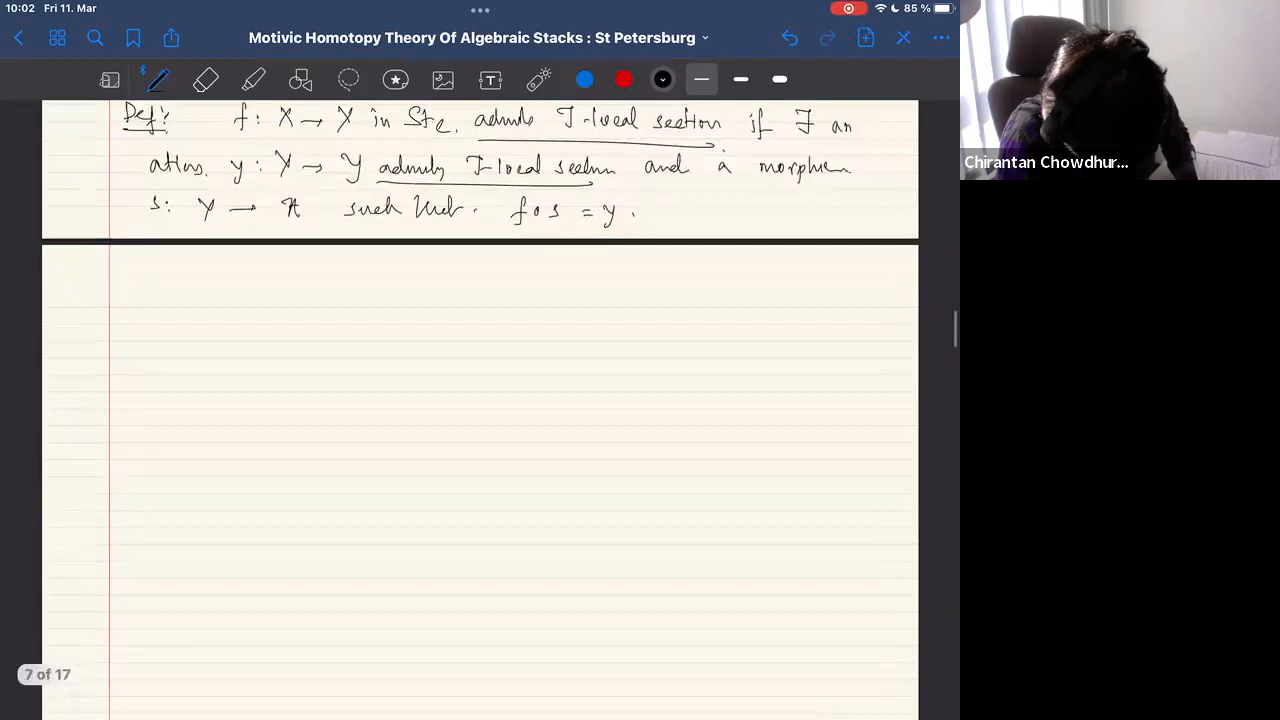 10:02 Fri 11. Mar
85 %
Motivic Homotopy Theory Of Algebraic Stacks : St Petersburg
Def: f : X → Y in St_C. admits T-local section if ∃ an
atlas. y : Y → Y admits T-local section and a morphism
s : Y → X such that. f ∘ s = y.
Chirantan Chowdhur...
7 of 17